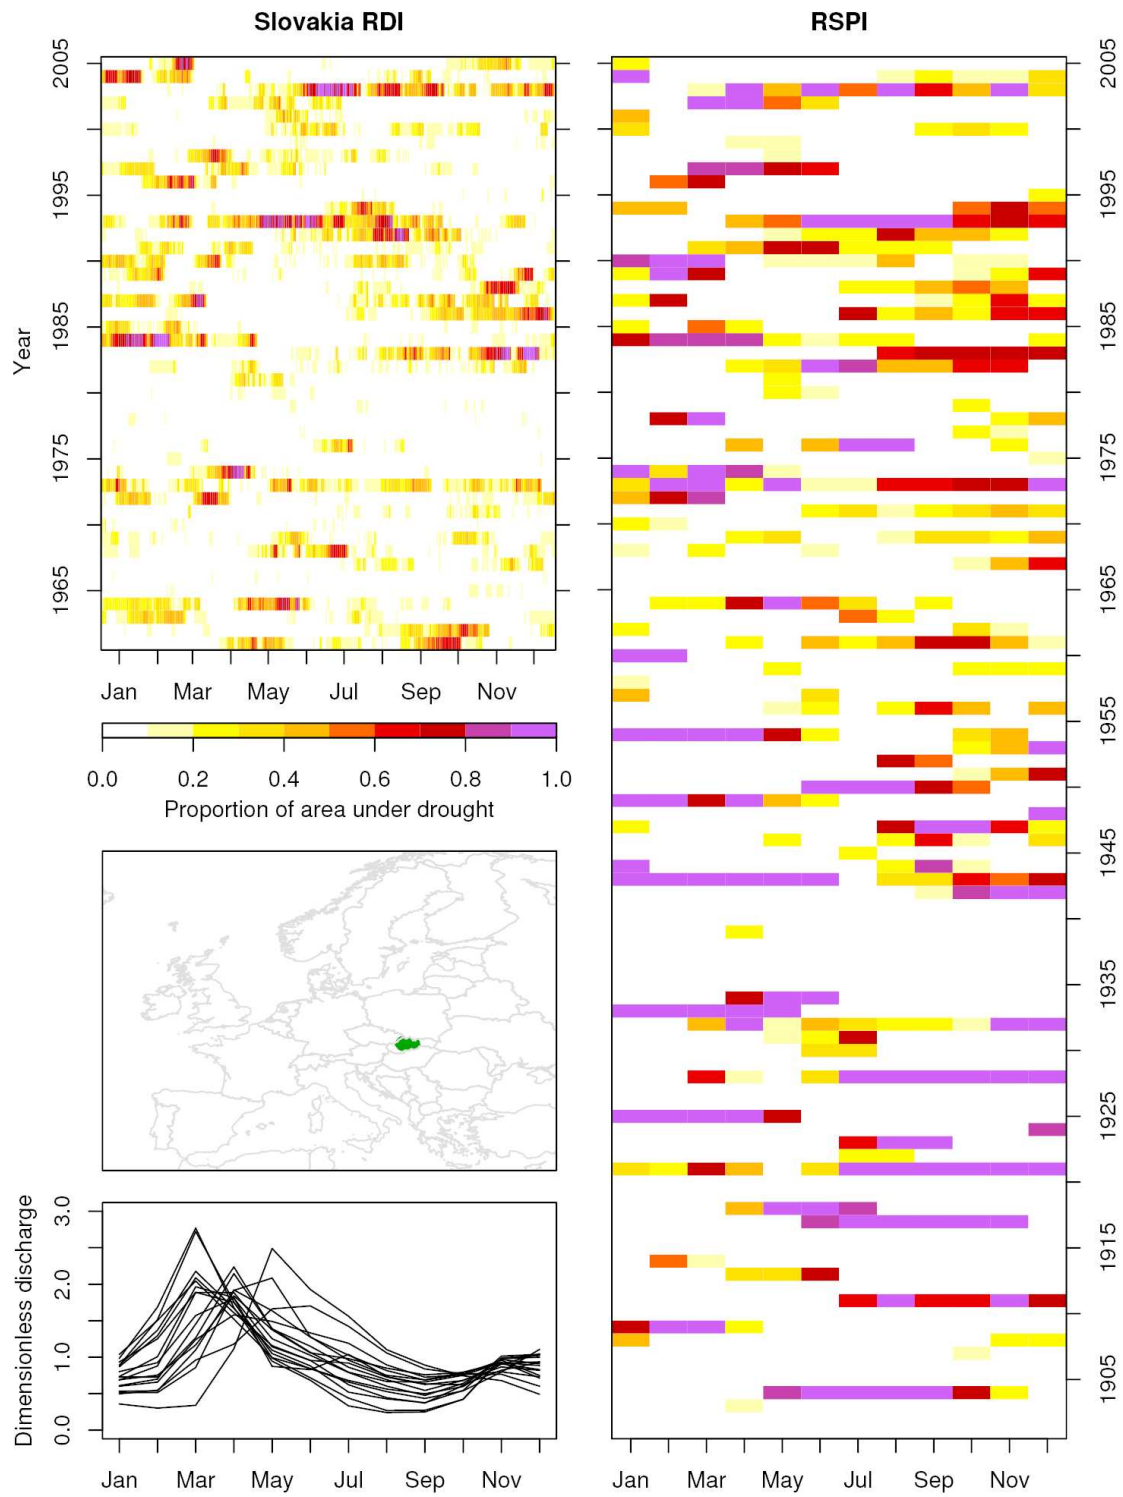 Slovakia RDI
RSPI
Year
2005
1995
1985
1975
1965
Jan Mar May Jul Sep Nov
0.0 0.2 0.4 0.6 0.8 1.0
Proportion of area under drought
Dimensionless discharge
3.0
2.0
1.0
0.0
Jan Mar May Jul Sep Nov
2005
1995
1985
1975
1965
1955
1945
1935
1925
1915
1905
Jan Mar May Jul Sep Nov